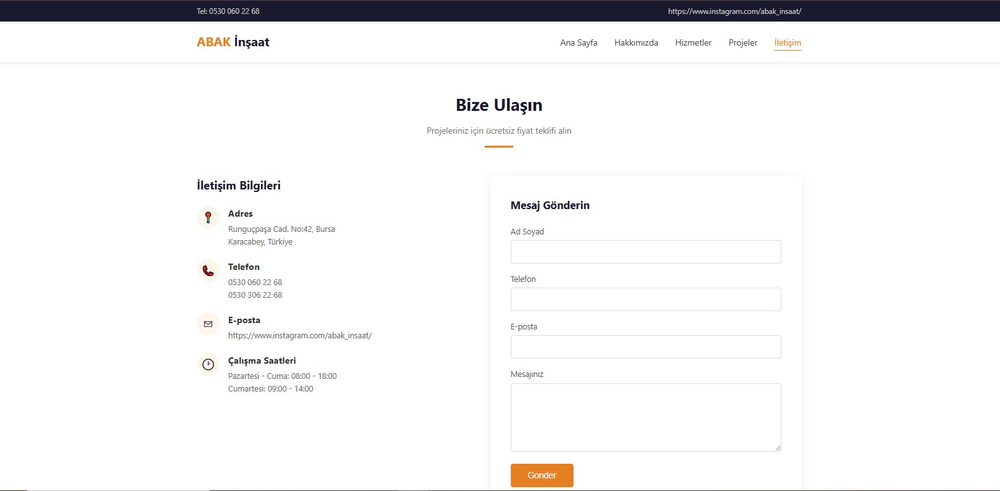 Tel: 0530 060 22 68
https://www.instagram.com/abak_insaat/
ABAK İnşaat
Ana Sayfa
Hakkımızda
Hizmetler
Projeler
İletişim
Bize Ulaşın
Projeleriniz için ücretsiz fiyat teklifi alın
İletişim Bilgileri
Adres
Runguçpaşa Cad. No:42, Bursa
Karacabey, Türkiye
Telefon
0530 060 22 68
0530 306 22 68
E-posta
https://www.instagram.com/abak_insaat/
Çalışma Saatleri
Pazartesi - Cuma: 08:00 - 18:00
Cumartesi: 09:00 - 14:00
Mesaj Gönderin
Ad Soyad
Telefon
E-posta
Mesajınız
Gonder